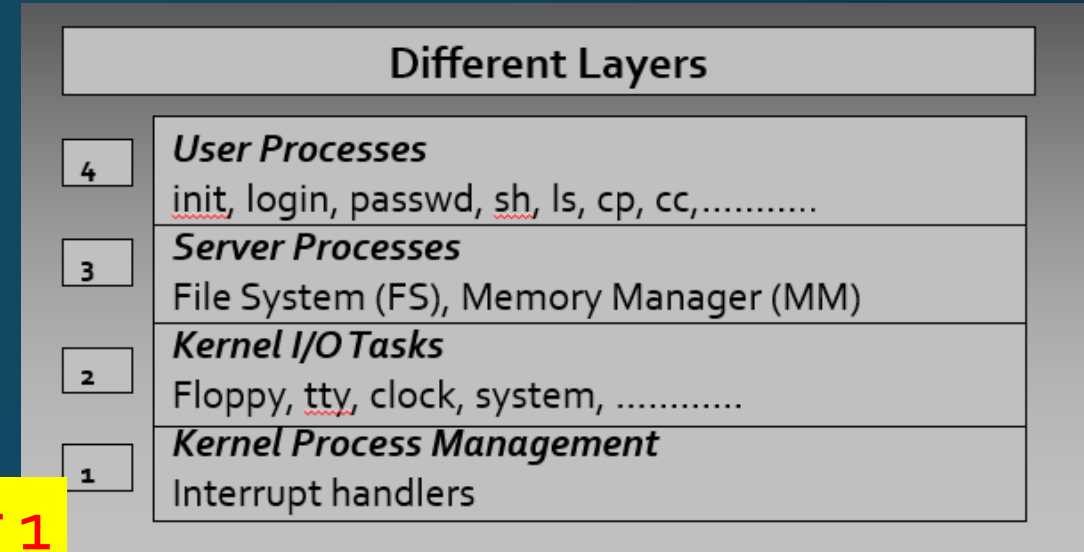 Different Layers
4
User Processes
init, login, passwd, sh, ls, cp, cc,...........
3
Server Processes
File System (FS), Memory Manager (MM)
2
Kernel I/O Tasks
Floppy, tty, clock, system, ............
1
Kernel Process Management
Interrupt handlers
1